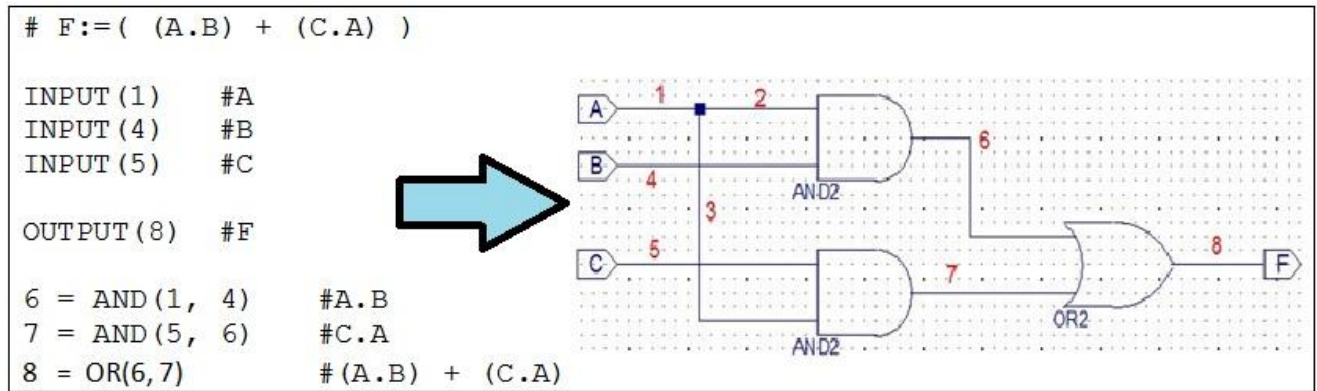 # F:=( (A.B) + (C.A) )
INPUT(1) #A
INPUT(4) #B
INPUT(5) #C
OUTPUT(8) #F
6 = AND(1, 4) #A.B
7 = AND(5, 6) #C.A
8 = OR(6,7) #(A.B) + (C.A)
A 1 2
B 4
AND2
6
3
C 5
7
AND2
8 F
OR2